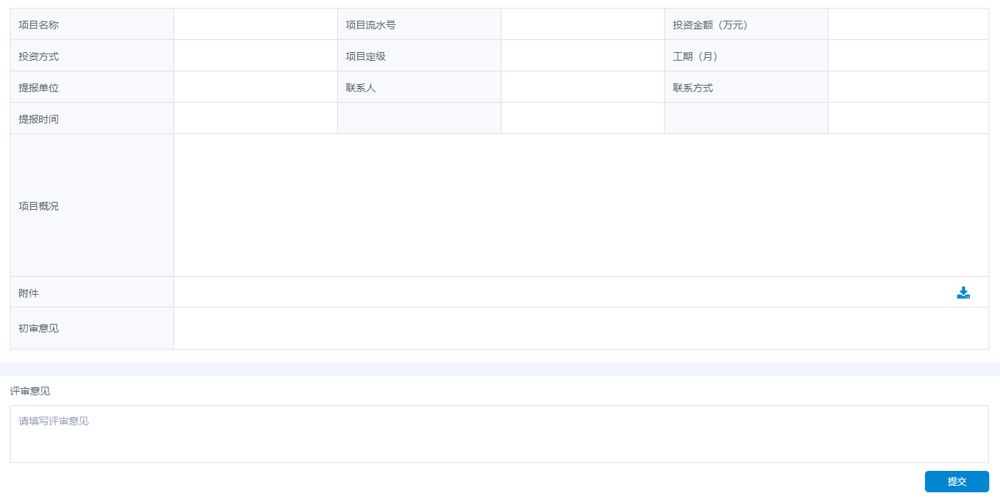 项目名称 项目流水号 投资金额（万元）
投资方式 项目定级 工期（月）
提报单位 联系人 联系方式
提报时间
项目概况
附件
初审意见
评审意见
请填写评审意见
提交